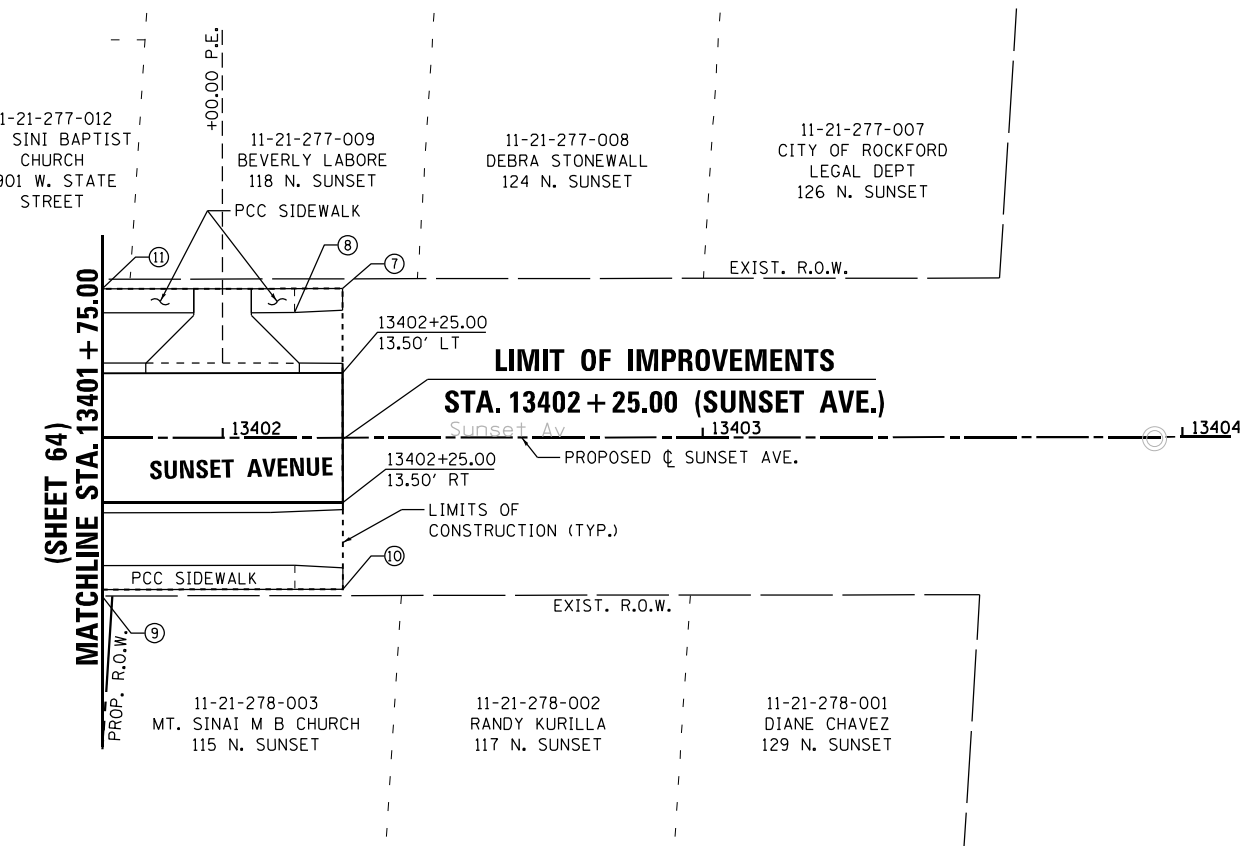 +00.00 P.E.
1-21-277-012
SINI BAPTIST
CHURCH
901 W. STATE
STREET
11-21-277-009
BEVERLY LABORE
118 N. SUNSET
11-21-277-008
DEBRA STONEWALL
124 N. SUNSET
11-21-277-007
CITY OF ROCKFORD
LEGAL DEPT
126 N. SUNSET
PCC SIDEWALK
11
8
7
EXIST. R.O.W.
(SHEET 64)
MATCHLINE STA. 13401 + 75.00
13402+25.00
13.50' LT
LIMIT OF IMPROVEMENTS
STA. 13402 + 25.00 (SUNSET AVE.)
13402
Sunset Av
13403
13404
SUNSET AVENUE
PROPOSED ℄ SUNSET AVE.
13402+25.00
13.50' RT
LIMITS OF
CONSTRUCTION (TYP.)
10
PCC SIDEWALK
EXIST. R.O.W.
9
PROP. R.O.W.
11-21-278-003
MT. SINAI M B CHURCH
115 N. SUNSET
11-21-278-002
RANDY KURILLA
117 N. SUNSET
11-21-278-001
DIANE CHAVEZ
129 N. SUNSET